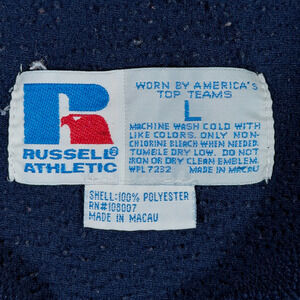 WORN BY AMERICA'S
TOP TEAMS
L
MACHINE WASH COLD WITH
LIKE COLORS. ONLY NON-
CHLORINE BLEACH WHEN NEEDED.
TUMBLE DRY LOW. DO NOT
IRON OR DRY CLEAN EMBLEM.
WPL 7232 MADE IN MACAU
RUSSELL®
ATHLETIC
SHELL:100% POLYESTER
RN#108007
MADE IN MACAU